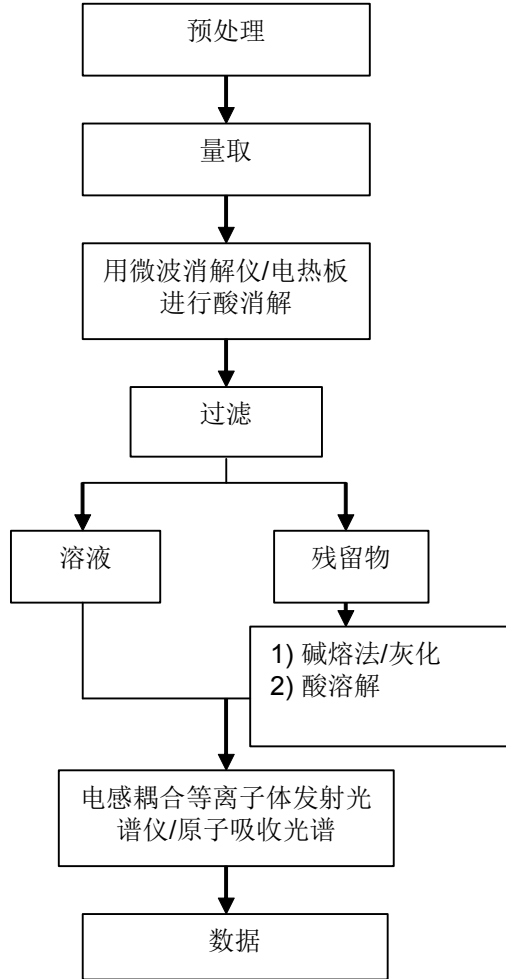 预处理
量取
用微波消解仪/电热板
进行酸消解
过滤
溶液
残留物
1) 碱熔法/灰化
2) 酸溶解
电感耦合等离子体发射光
谱仪/原子吸收光谱
数据